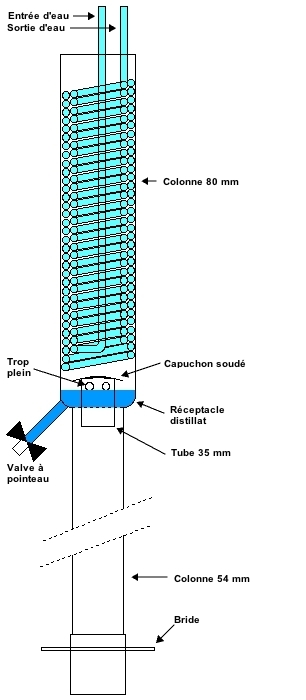 Entrée d'eau
Sortie d'eau
Colonne 80 mm
Trop
plein
Capuchon soudé
Réceptacle
distillat
Tube 35 mm
Valve à
pointeau
Colonne 54 mm
Bride